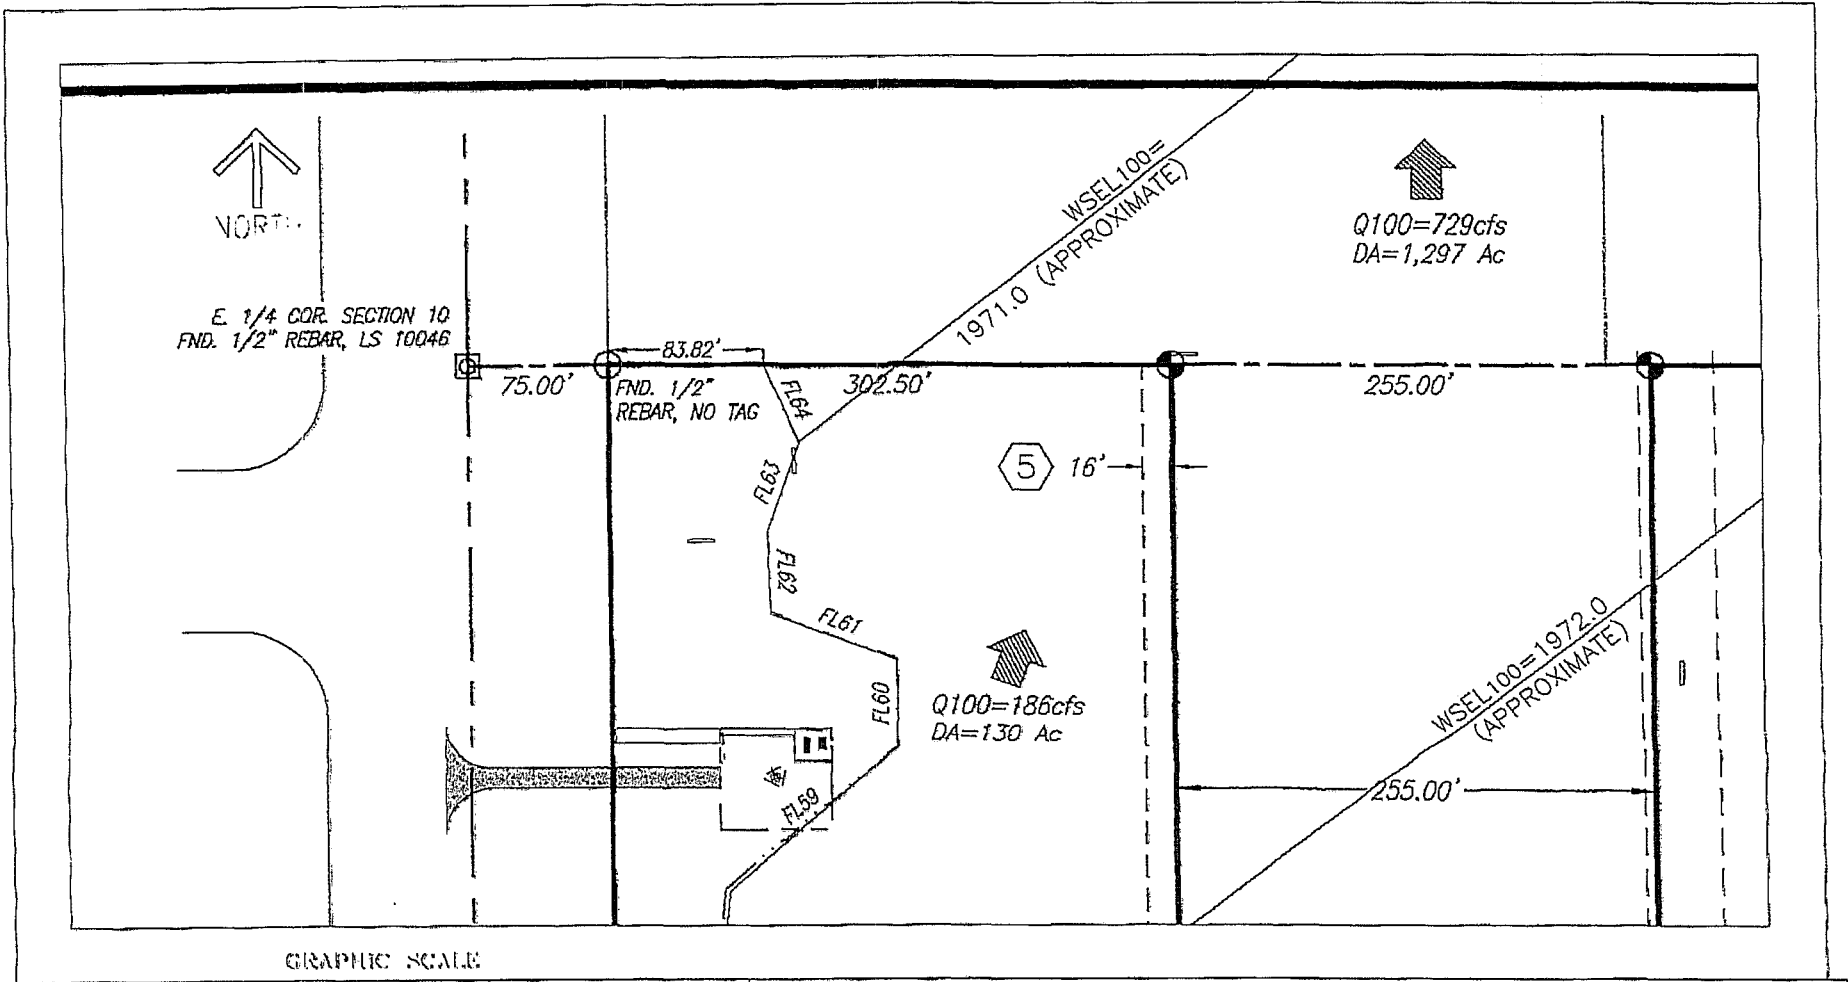 NORTH
WSEL100=
1971.0 (APPROXIMATE)
Q100=729cfs
DA=1,297 Ac
E. 1/4 COR. SECTION 10
FND. 1/2" REBAR, LS 10046
83.82'
75.00'
FND. 1/2"
REBAR, NO TAG
302.50'
255.00'
FL64
5
16'
FL63
FL62
FL61
FL60
Q100=186cfs
DA=130 Ac
WSEL100=1972.0
(APPROXIMATE)
255.00'
FL59
GRAPHIC SCALE